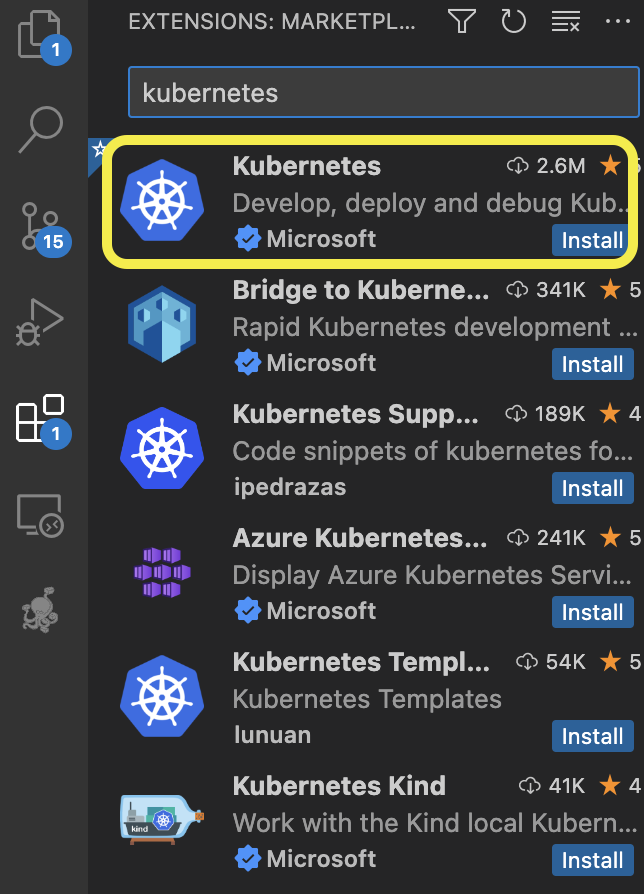 EXTENSIONS: MARKETPL...
1
kubernetes
Kubernetes 2.6M
Develop, deploy and debug Kub...
Microsoft Install
15
Bridge to Kuberne... 341K 5
Rapid Kubernetes development ...
Microsoft Install
Kubernetes Supp... 189K 4
1
Code snippets of kubernetes fo...
ipedrazas Install
Azure Kubernetes... 241K 5
Display Azure Kubernetes Servi...
Microsoft Install
Kubernetes Templ... 54K 5
Kubernetes Templates
lunuan Install
Kubernetes Kind 41K 4
kind
Work with the Kind local Kubern...
Microsoft Install